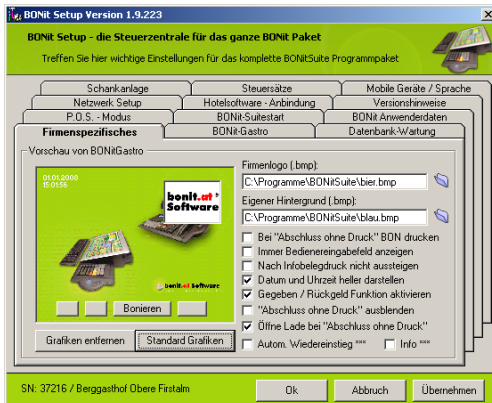 BONit Setup Version 1.9.223
BONit Setup - die Steuerzentrale für das ganze BONit Paket
Treffen Sie hier wichtige Einstellungen für das komplette BONitSuite Programmpaket
Schankanlage
Steuersätze
Mobile Geräte / Sprache
Netzwerk Setup
Hotelsoftware - Anbindung
Versionshinweise
P.O.S. - Modus
BONit-Suitestart
BONit Anwenderdaten
Firmenspezifisches
BONit-Gastro
Datenbank-Wartung
Vorschau von BONitGastro
01.01.2000
15:01:56
bonit.at
Software
bonit.at Software
Bonieren
Grafiken entfernen
Standard Grafiken
Firmenlogo (.bmp):
C:\Programme\BONitSuite\bier.bmp
Eigener Hintergrund (.bmp):
C:\Programme\BONitSuite\blau.bmp
Bei "Abschluss ohne Druck" BON drucken
Immer Bedienereingabefeld anzeigen
Nach Infobelegdruck nicht aussteigen
Datum und Uhrzeit heller darstellen
Gegeben / Rückgeld Funktion aktivieren
"Abschluss ohne Druck" ausblenden
Öffne Lade bei "Abschluss ohne Druck"
Autom. Wiedereinstieg ***
Info ***
SN: 37216 / Berggasthof Obere Firstalm
Ok
Abbruch
Übernehmen